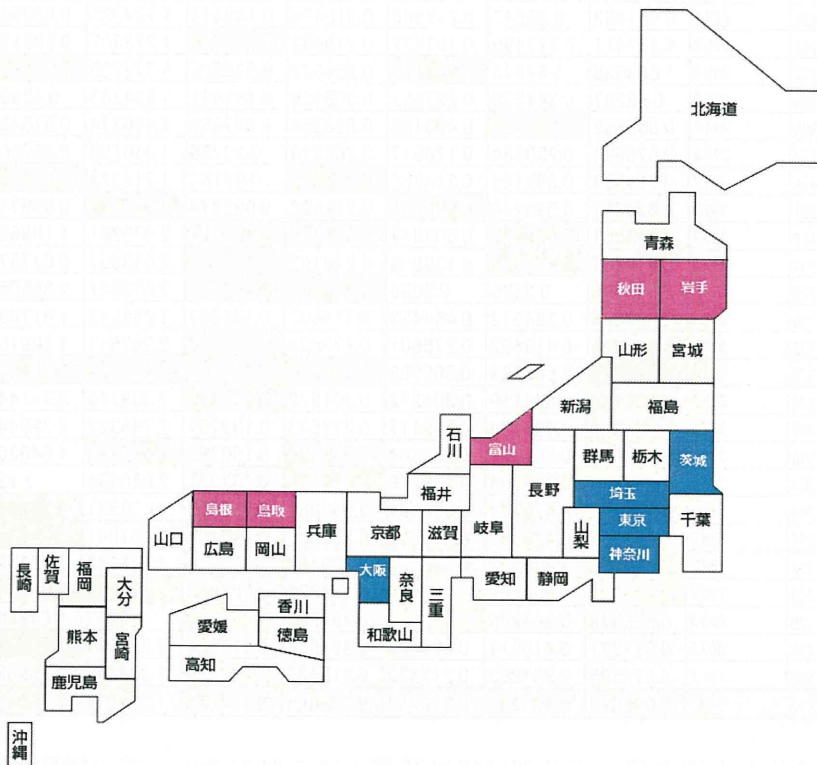 北海道
青森
秋田
岩手
山形
宮城
新潟
福島
石川
富山
群馬
栃木
茨城
福井
長野
埼玉
島根
鳥取
兵庫
京都
滋賀
岐阜
山梨
東京
千葉
山口
広島
岡山
神奈川
大阪
奈良
三重
愛知
静岡
長崎
佐賀
福岡
大分
香川
愛媛
徳島
和歌山
熊本
宮崎
高知
鹿児島
沖縄